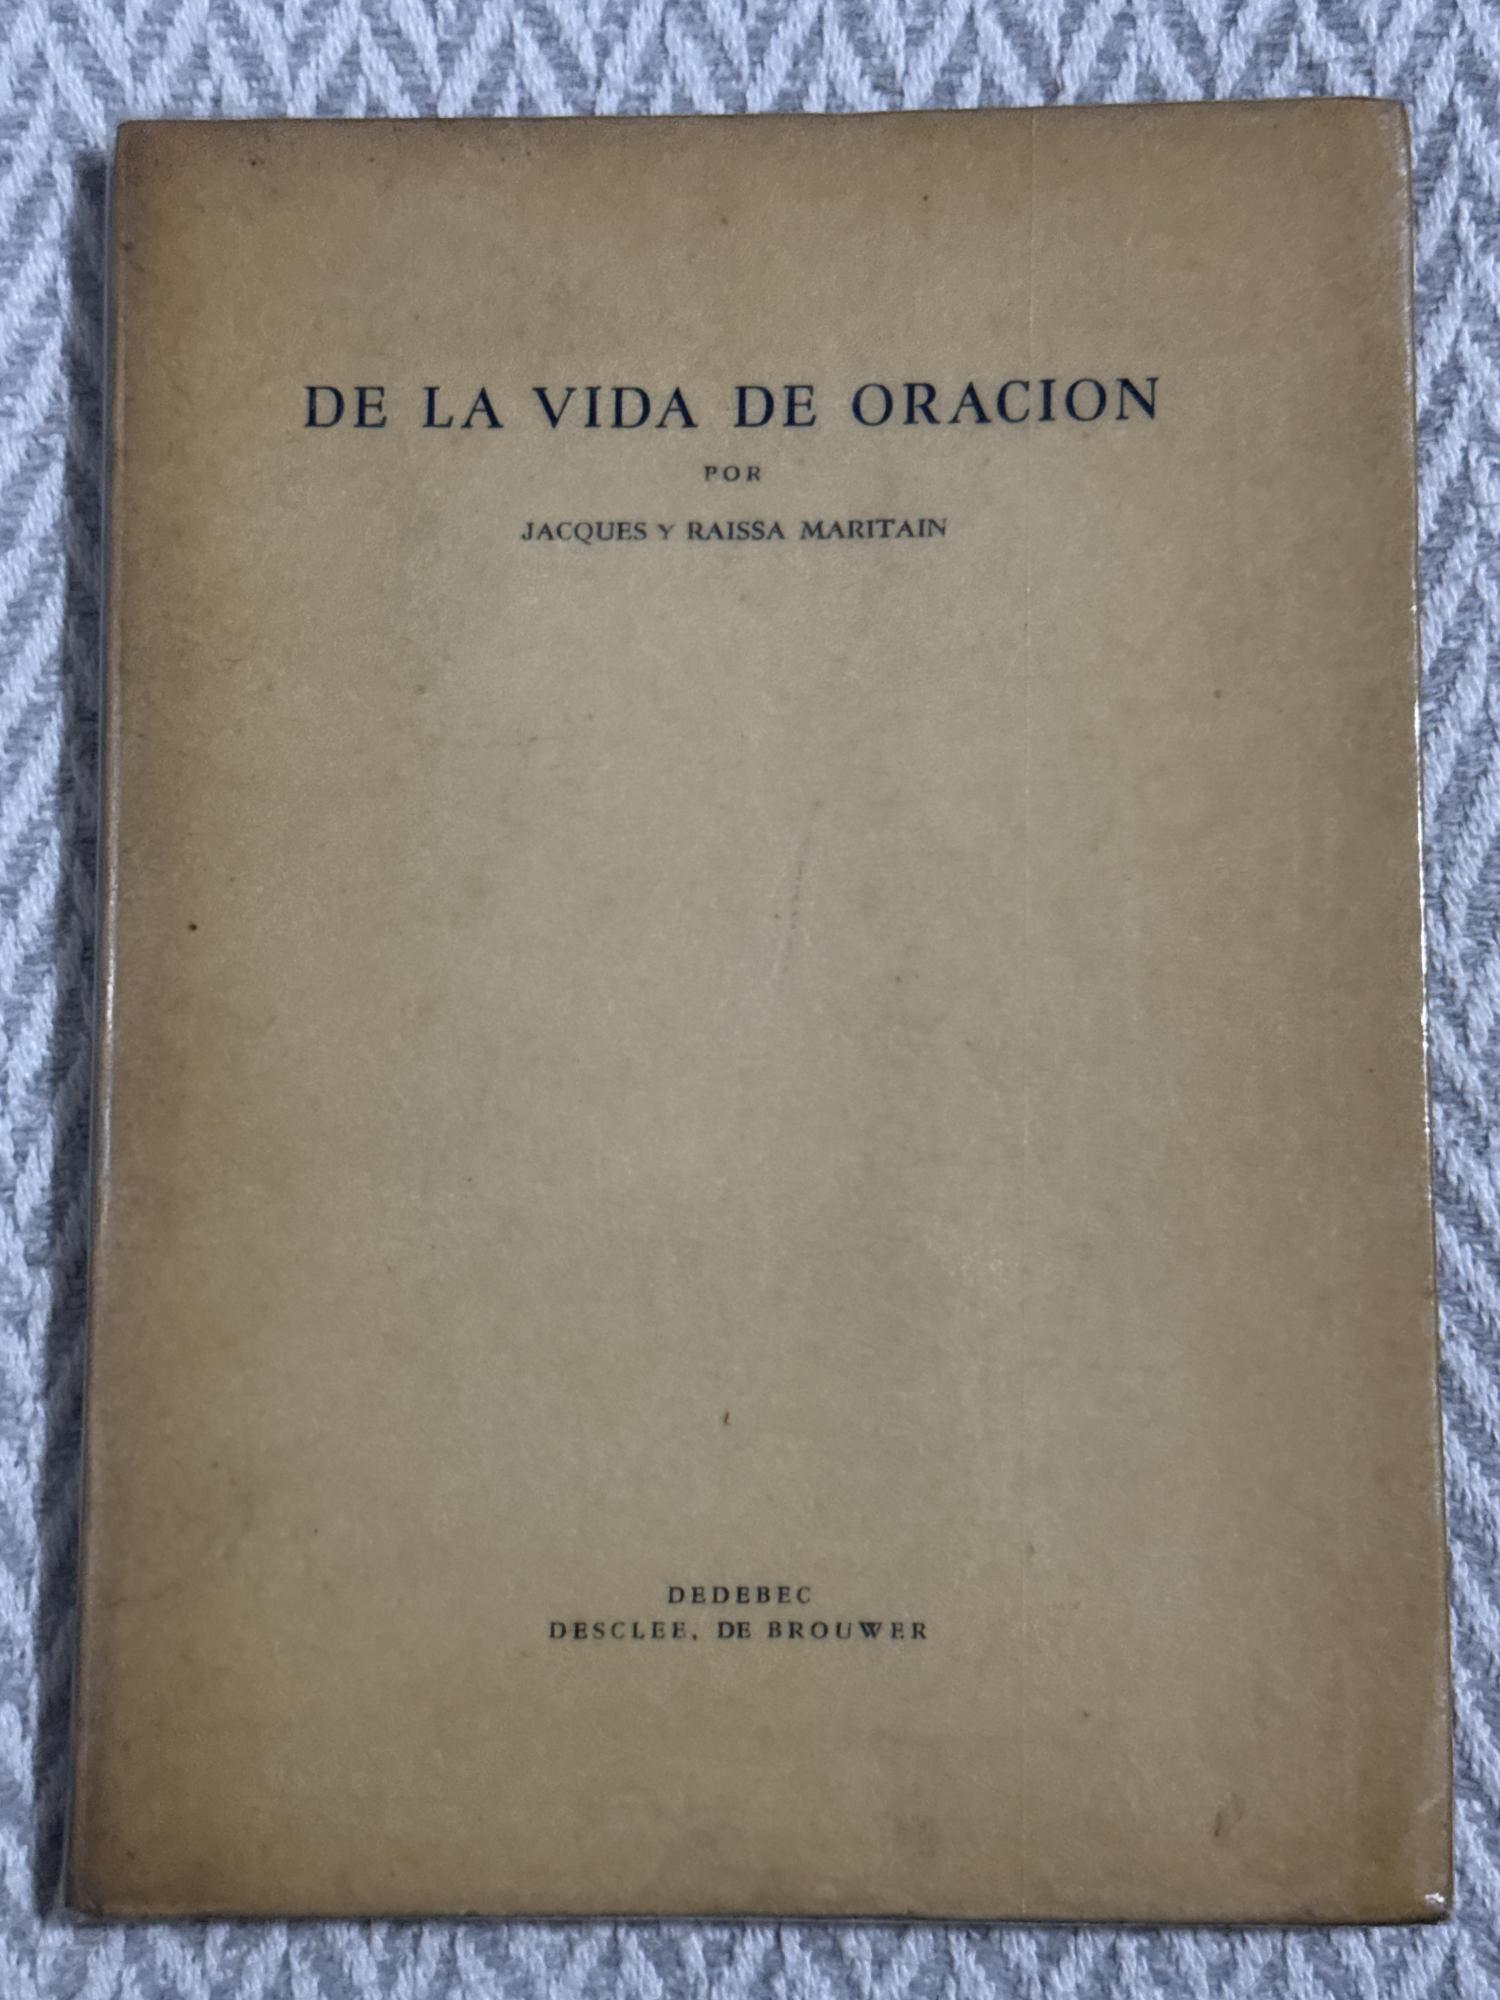 DE LA VIDA DE ORACION
POR
JACQUES Y RAISSA MARITAIN
DEDEBEC
DESCLEE, DE BROUWER